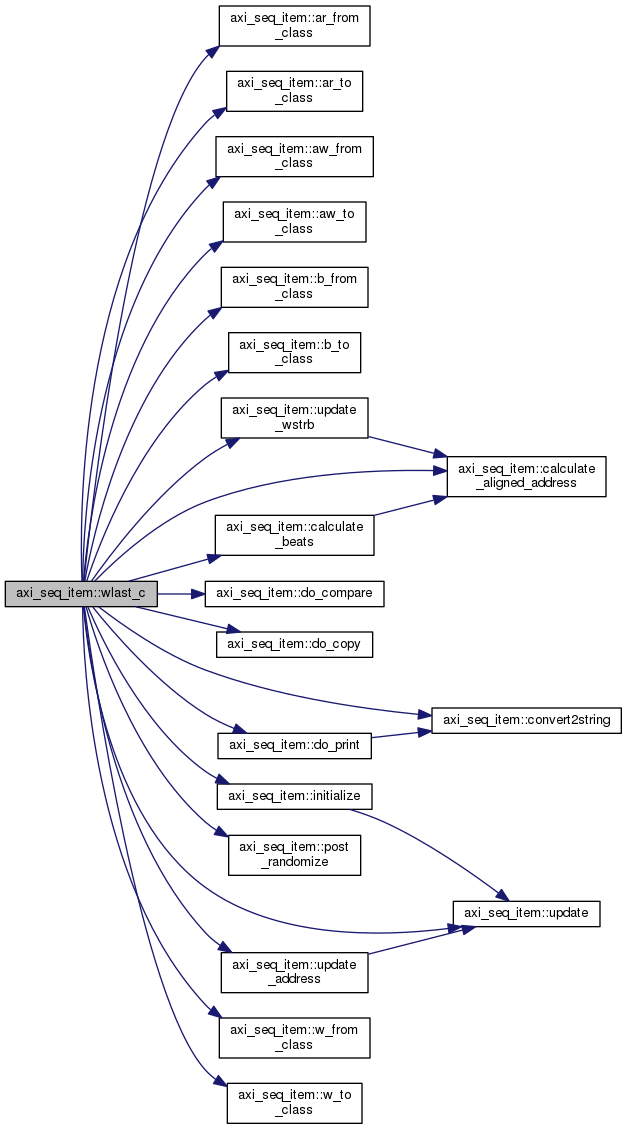 axi_seq_item::ar_from
_class
axi_seq_item::ar_to
_class
axi_seq_item::aw_from
_class
axi_seq_item::aw_to
_class
axi_seq_item::b_from
_class
axi_seq_item::b_to
_class
axi_seq_item::update
_wstrb
axi_seq_item::calculate
_aligned_address
axi_seq_item::calculate
_beats
axi_seq_item::wlast_c
axi_seq_item::do_compare
axi_seq_item::do_copy
axi_seq_item::convert2string
axi_seq_item::do_print
axi_seq_item::initialize
axi_seq_item::post
_randomize
axi_seq_item::update
axi_seq_item::update
_address
axi_seq_item::w_from
_class
axi_seq_item::w_to
_class